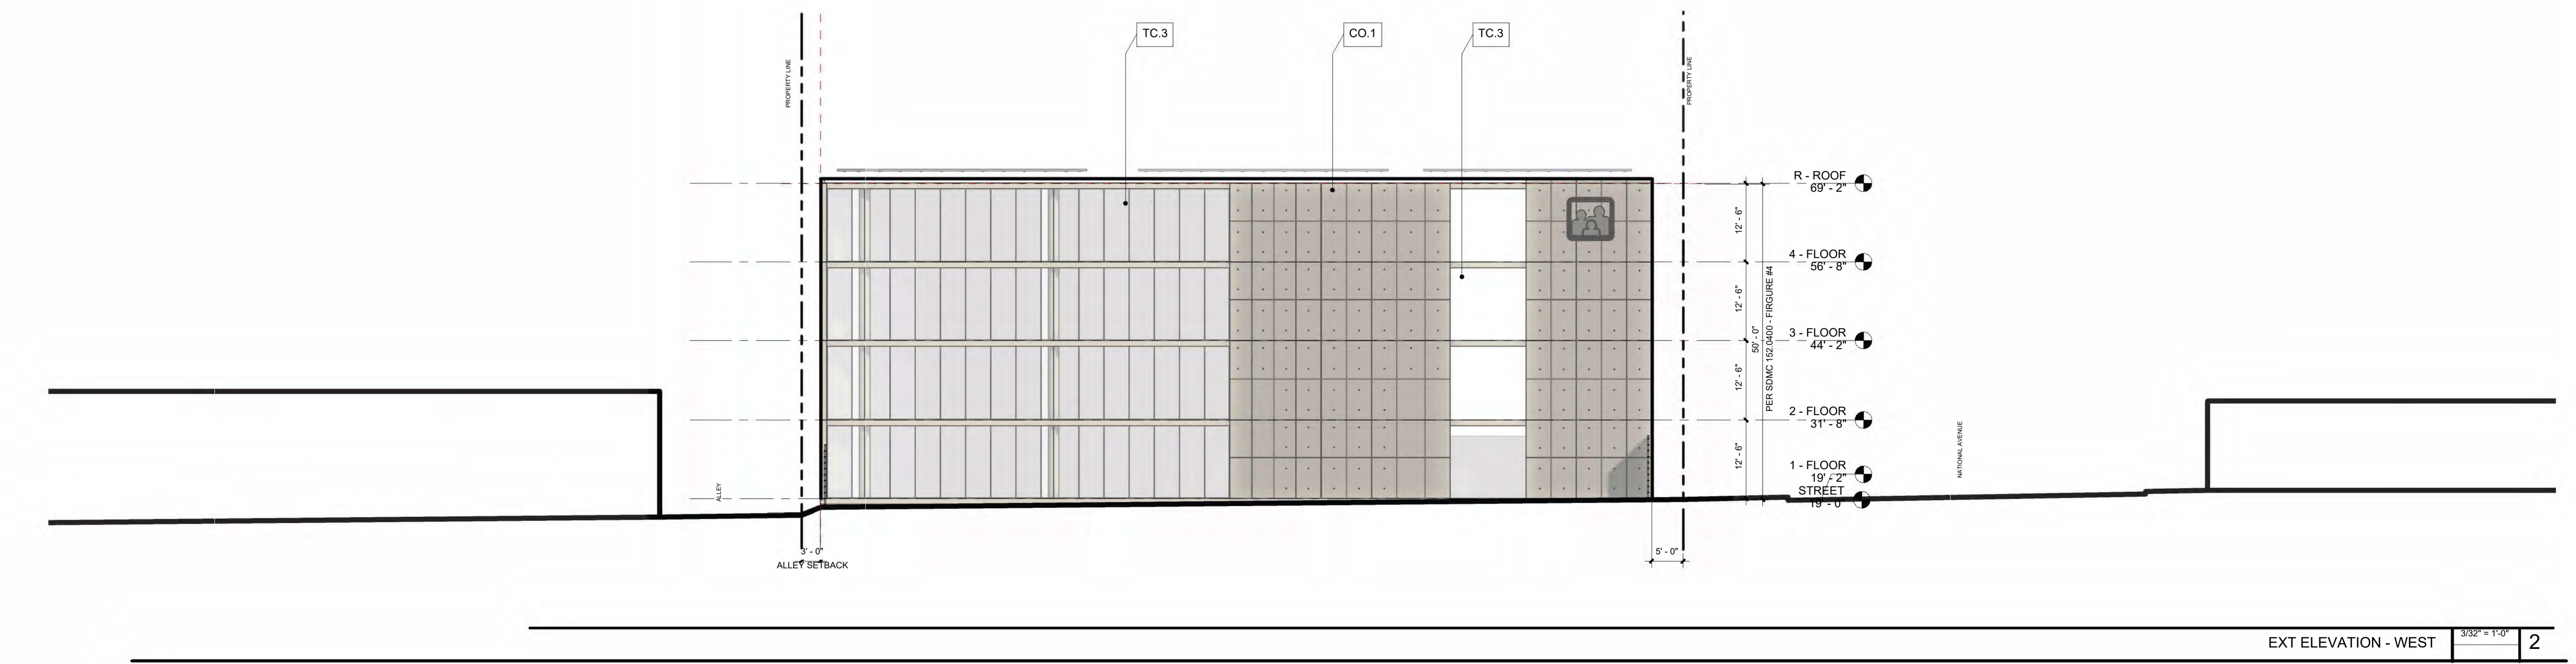 TC.3
CO.1
TC.3
PROPERTY LINE
PROPERTY LINE
R - ROOF
69' - 2"
12' - 6"
4 - FLOOR
56' - 8"
12' - 6"
50' - 0"
PER SDMC 152.0400 - FIRGURE #4
3 - FLOOR
44' - 2"
12' - 6"
2 - FLOOR
31' - 8"
12' - 6"
1 - FLOOR
19' - 2"
STREET
19' - 0"
ALLEY
NATIONAL AVENUE
3' - 0"
ALLEY SETBACK
5' - 0"
EXT ELEVATION - WEST
3/32" = 1'-0"
2